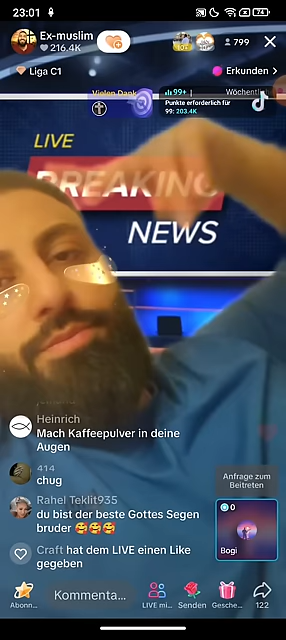 23:01
74
Ex-muslim
216.4K
799
Liga C1
Erkunden
Vielen Dank
99+
Wöchentl
Punkte erforderlich für
99: 203.4K
LIVE
BREAKING
NEWS
Heinrich
Mach Kaffeepulver in deine
Augen
414
chug
Rahel Teklit935
du bist der beste Gottes Segen
bruder 🥰🥰🥰
Craft hat dem LIVE einen Like
gegeben
Anfrage zum
Beitreten
0
Bogi
Kommenta...
Abonn...
LIVE mi...
Senden
Gesche...
122